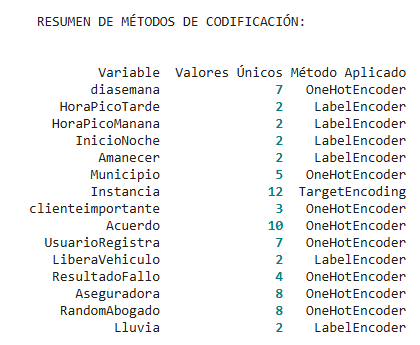 RESUMEN DE MÉTODOS DE CODIFICACIÓN:
Variable Valores Únicos Método Aplicado
diasemana 7 OneHotEncoder
HoraPicoTarde 2 LabelEncoder
HoraPicoManana 2 LabelEncoder
InicioNoche 2 LabelEncoder
Amanecer 2 LabelEncoder
Municipio 5 OneHotEncoder
Instancia 12 TargetEncoding
clienteimportante 3 OneHotEncoder
Acuerdo 10 OneHotEncoder
UsuarioRegistra 7 OneHotEncoder
LiberaVehiculo 2 LabelEncoder
ResultadoFallo 4 OneHotEncoder
Aseguradora 8 OneHotEncoder
RandomAbogado 8 OneHotEncoder
Lluvia 2 LabelEncoder